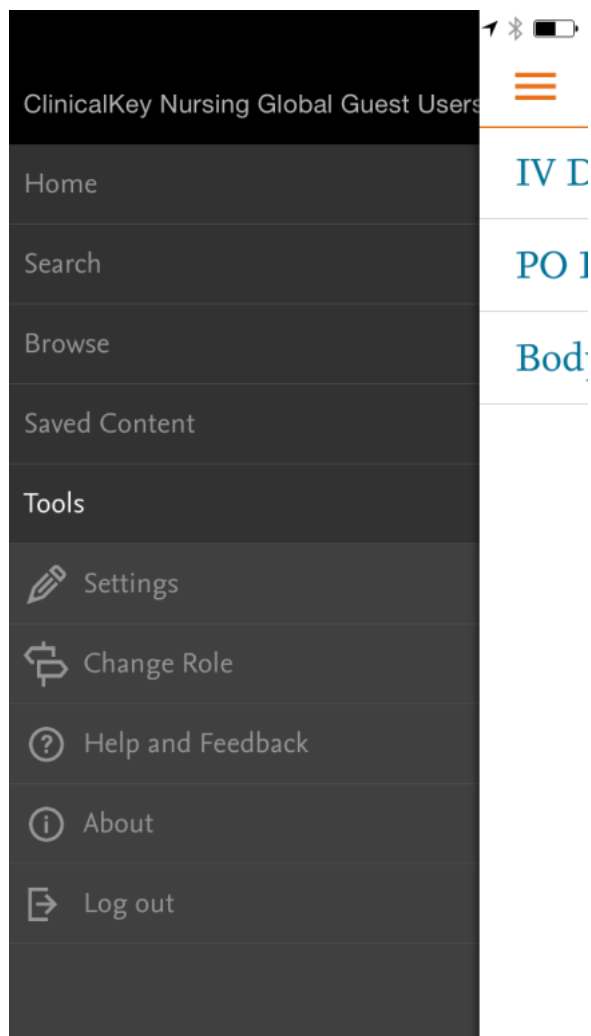 ClinicalKey Nursing Global Guest Users
Home
Search
Browse
Saved Content
Tools
Settings
Change Role
Help and Feedback
About
Log out
IV
PO